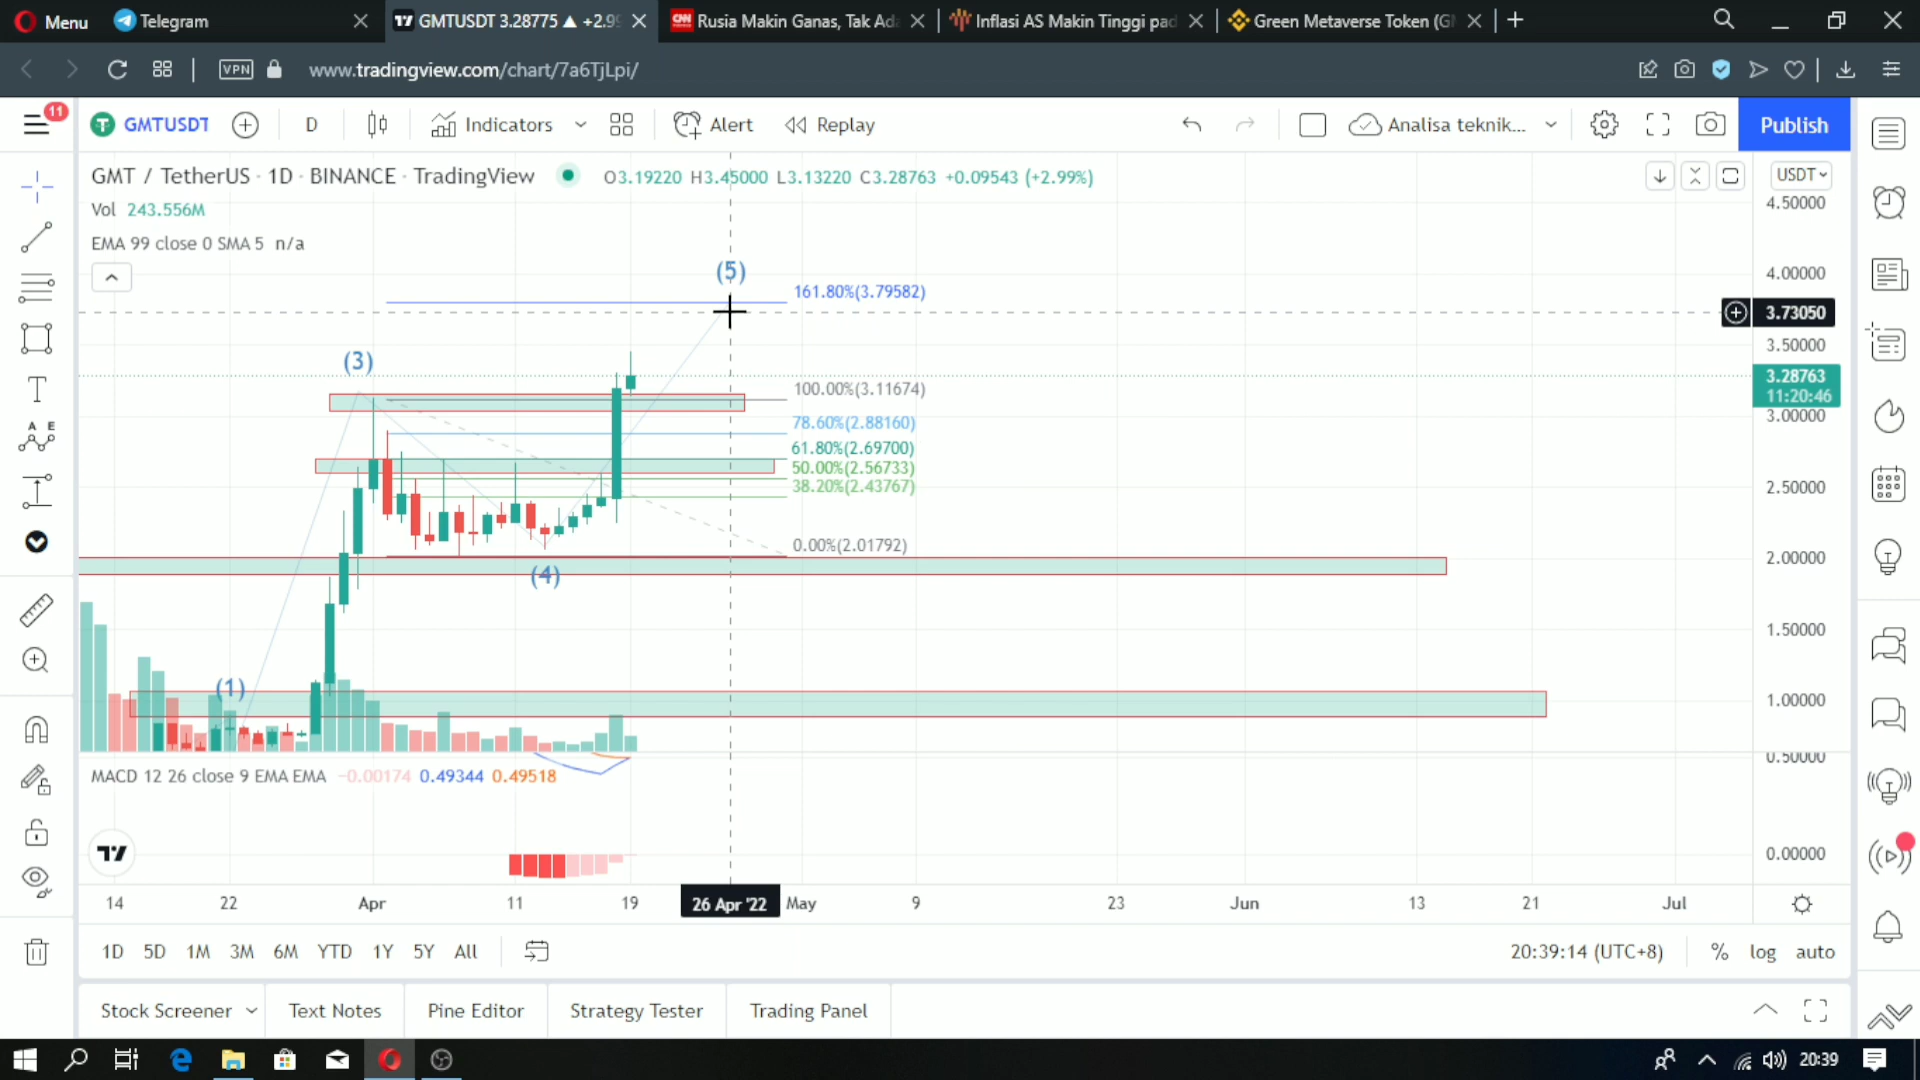 Menu
Telegram
GMTUSDT 3.28775 ▲ +2.9
CNN Rusia Makin Ganas, Tak Ad
Inflasi AS Makin Tinggi pad
Green Metaverse Token (G
VPN
www.tradingview.com/chart/7a6TjLpi/
11
GMTUSDT
D
Indicators
Alert
Replay
Analisa teknik...
Publish
GMT / TetherUS · 1D · BINANCE · TradingView
O3.19220 H3.45000 L3.13220 C3.28763 +0.09543 (+2.99%)
USDT
Vol 243.556M
EMA 99 close 0 SMA 5 n/a
4.50000
4.00000
3.73050
3.50000
3.28763
11:20:46
3.00000
2.50000
2.00000
1.50000
1.00000
0.50000
0.00000
(5)
161.80%(3.79582)
(3)
100.00%(3.11674)
78.60%(2.88160)
61.80%(2.69700)
50.00%(2.56733)
38.20%(2.43767)
0.00%(2.01792)
(4)
(1)
MACD 12 26 close 9 EMA EMA -0.00174 0.49344 0.49518
14 22 Apr 11 19 26 Apr '22 May 9 23 Jun 13 21 Jul
1D 5D 1M 3M 6M YTD 1Y 5Y All
20:39:14 (UTC+8) % log auto
Stock Screener Text Notes Pine Editor Strategy Tester Trading Panel
A E
20:39